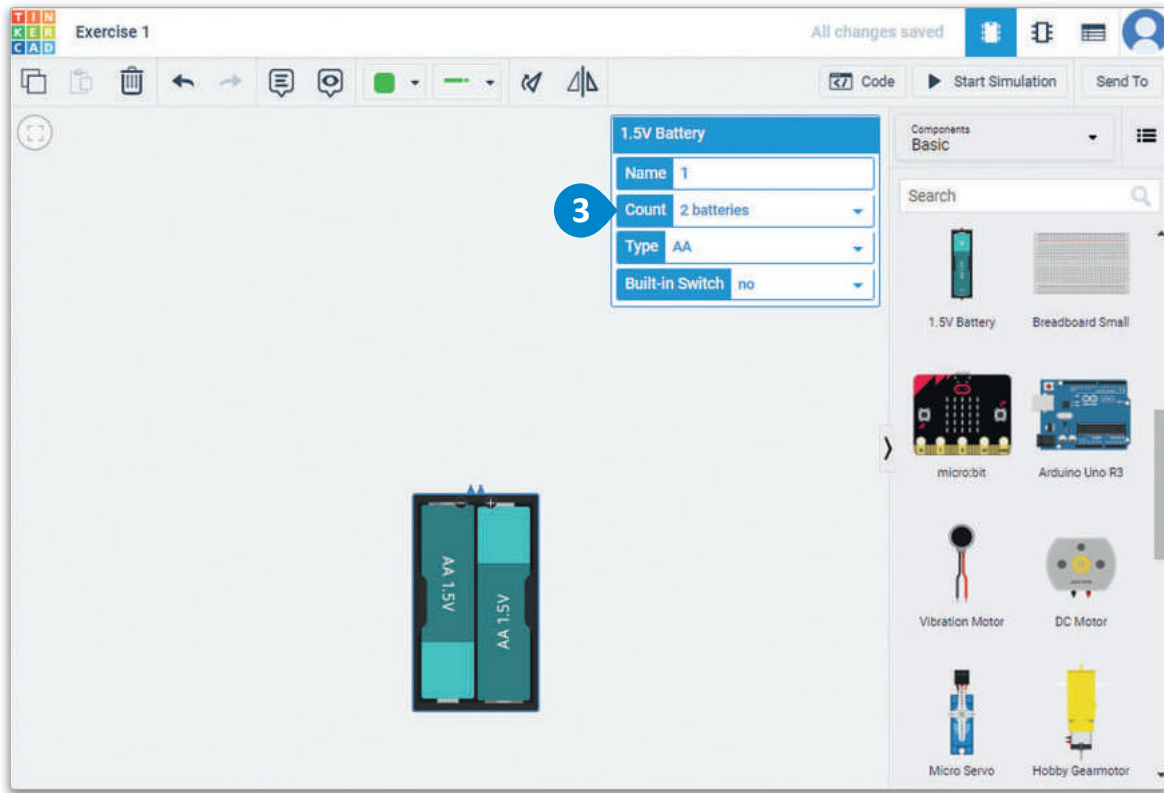 TIN
KER
CAD
Exercise 1
All changes saved
Code
Start Simulation
Send To
1.5V Battery
Name 1
3
Count 2 batteries
Type AA
Built-in Switch no
Components
Basic
Search
1.5V Battery
Breadboard Small
micro:bit
Arduino Uno R3
Vibration Motor
DC Motor
Micro Servo
Hobby Gearmotor
AA 1.5V
AA 1.5V